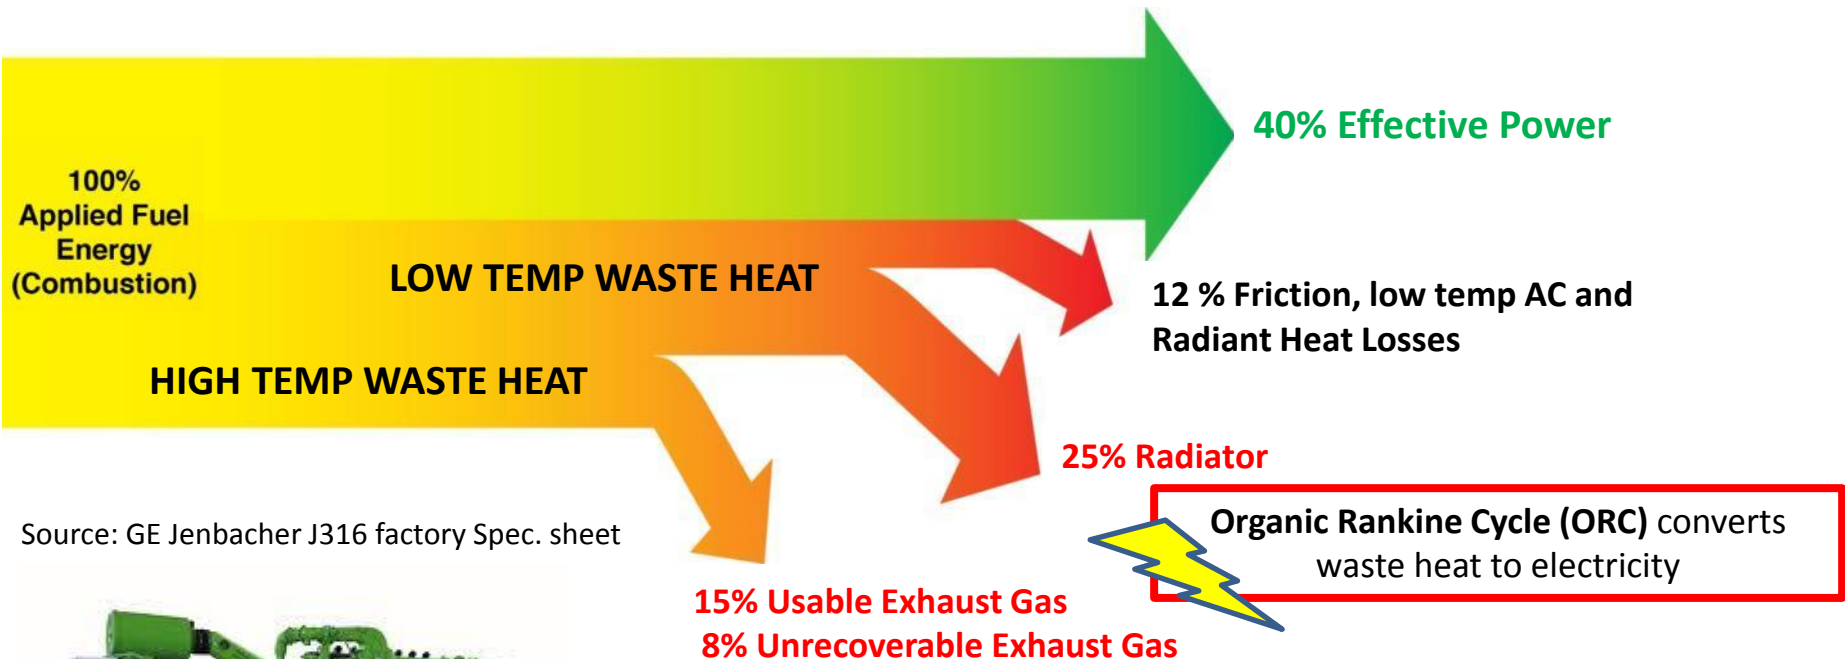 40% Effective Power
100%
Applied Fuel
Energy
(Combustion)
LOW TEMP WASTE HEAT
12 % Friction, low temp AC and
Radiant Heat Losses
HIGH TEMP WASTE HEAT
25% Radiator
Organic Rankine Cycle (ORC) converts
waste heat to electricity
Source: GE Jenbacher J316 factory Spec. sheet
15% Usable Exhaust Gas
8% Unrecoverable Exhaust Gas